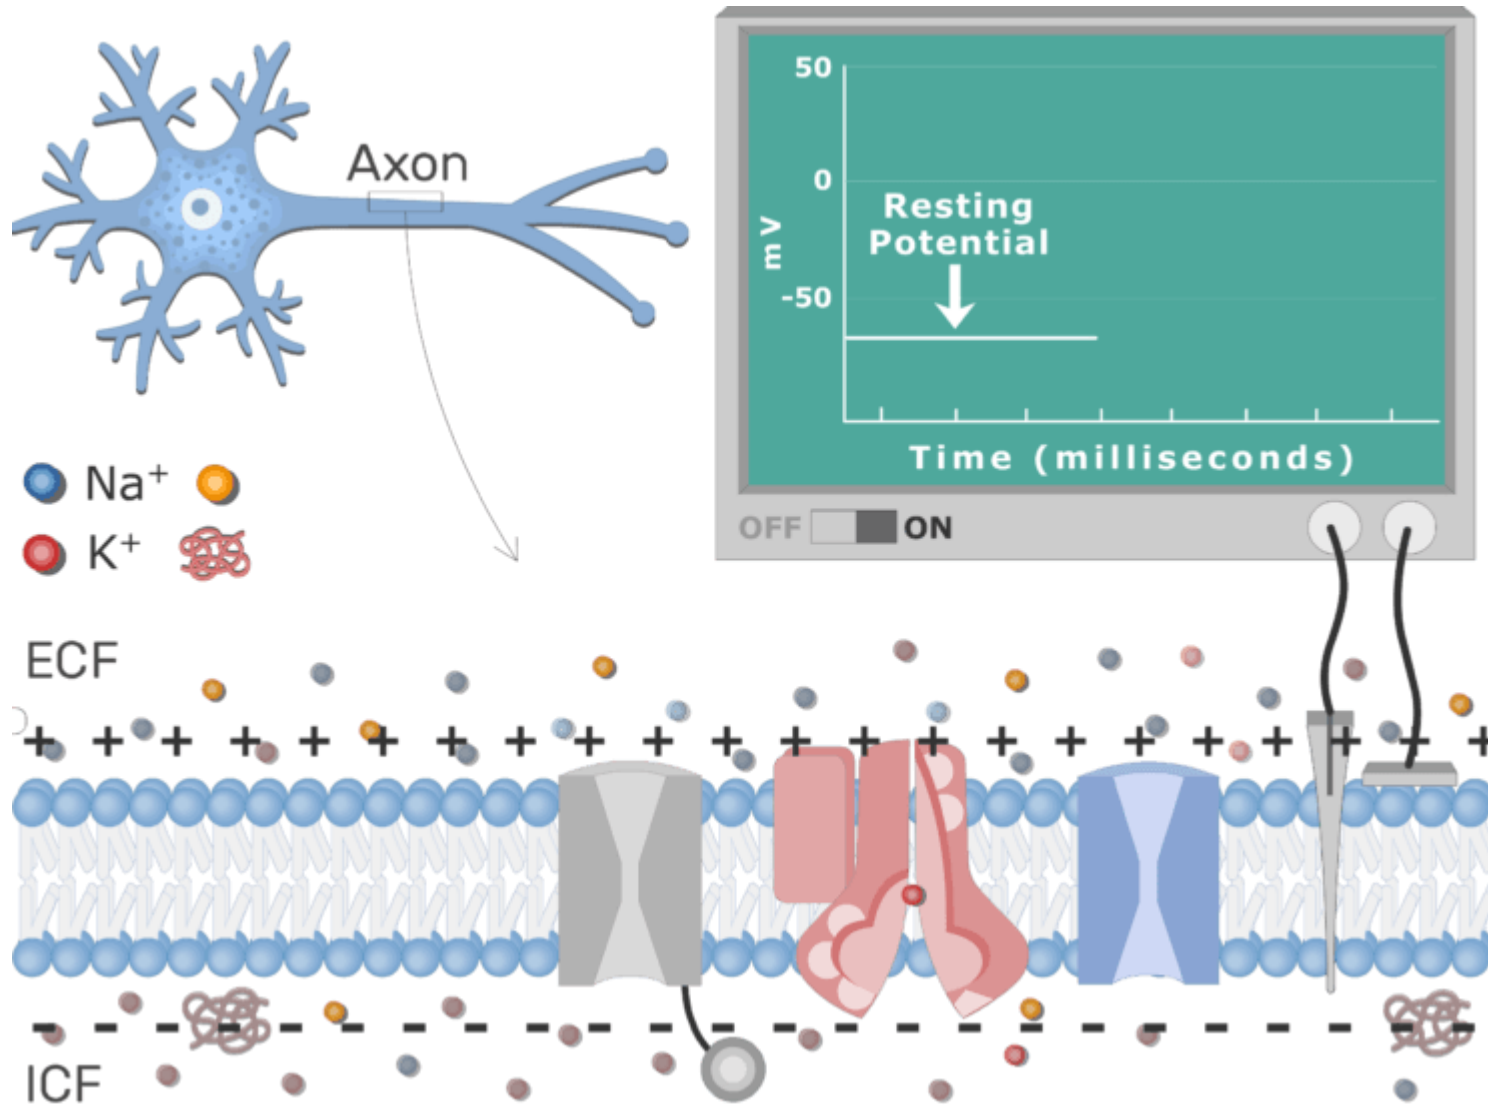 Axon
50
0
-50
mV
Resting
Potential
Time (milliseconds)
OFF ON
Na⁺
K⁺
ECF
+ + + + + + + + + + + + + + + + + + + + + +
- - - - - - - - - - - - - - - - - - - - - - - -
ICF